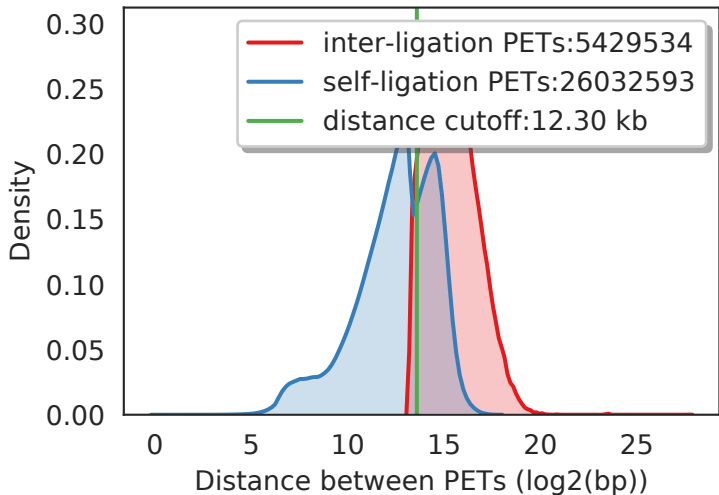 0.30
0.25
0.20
0.15
0.10
0.05
0.00
Density
inter-ligation PETs:5429534
self-ligation PETs:26032593
distance cutoff:12.30 kb
0 5 10 15 20 25
Distance between PETs (log2(bp))